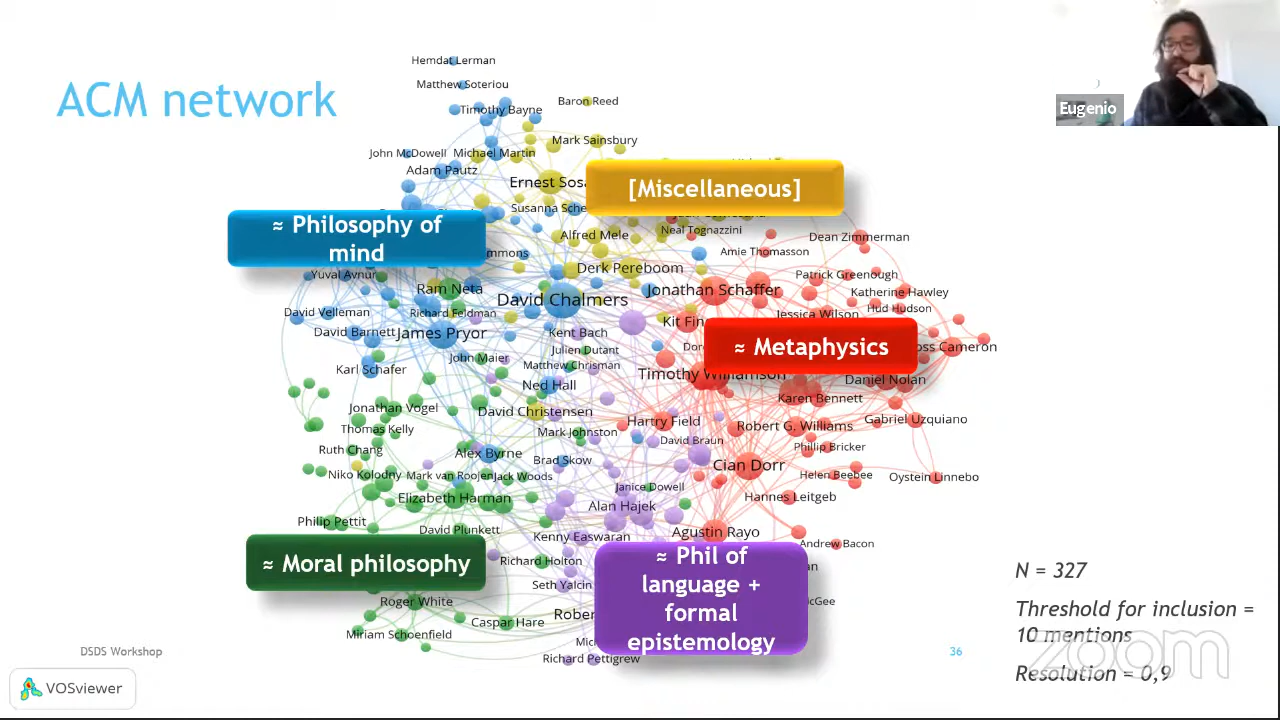 ACM network
Eugenio
Hemdat Lerman
Matthew Soteriou
Timothy Bayne
Baron Reed
Mark Sainsbury
John McDowell
Michael Martin
Adam Pautz
Ernest Sosa
[Miscellaneous]
≈ Philosophy of
mind
Susanna Sche
Alfred Mele
Neal Tognazzini
Dean Zimmerman
mmons
Amie Thomasson
Derk Pereboom
Yuval Avnur
Ram Neta
David Chalmers
Jonathan Schaffer
Patrick Greenough
Katherine Hawley
David Velleman
Richard Feldman
Jessica Wilson
Hud Hudson
David Barnett
James Pryor
Kent Bach
Kit Fin
≈ Metaphysics
oss Cameron
John Maier
Julien Dutant
Matthew Chrisman
Karl Schafer
Ned Hall
Timothy Williamson
Daniel Nolan
Karen Bennett
Jonathan Vogel
David Christensen
Hartry Field
Robert G. Williams
Gabriel Uzquiano
Thomas Kelly
Mark Johnston
David Braun
Phillip Bricker
Ruth Chang
Alex Byrne
Brad Skow
Cian Dorr
Helen Beebee
Oystein Linnebo
Niko Kolodny
Mark van Roojen
Jack Woods
Janice Dowell
Hannes Leitgeb
Elizabeth Harman
Alan Hajek
Philip Pettit
David Plunkett
Kenny Easwaran
Agustin Rayo
Andrew Bacon
≈ Moral philosophy
Richard Holton
≈ Phil of
language +
formal
epistemology
an
Seth Yalcin
Roger White
Caspar Hare
Rober
cGee
Miriam Schoenfield
Mic
Richard Pettigrew
N = 327
Threshold for inclusion =
10 mentions
Resolution = 0,9
zoom
DSDS Workshop
36
VOSviewer